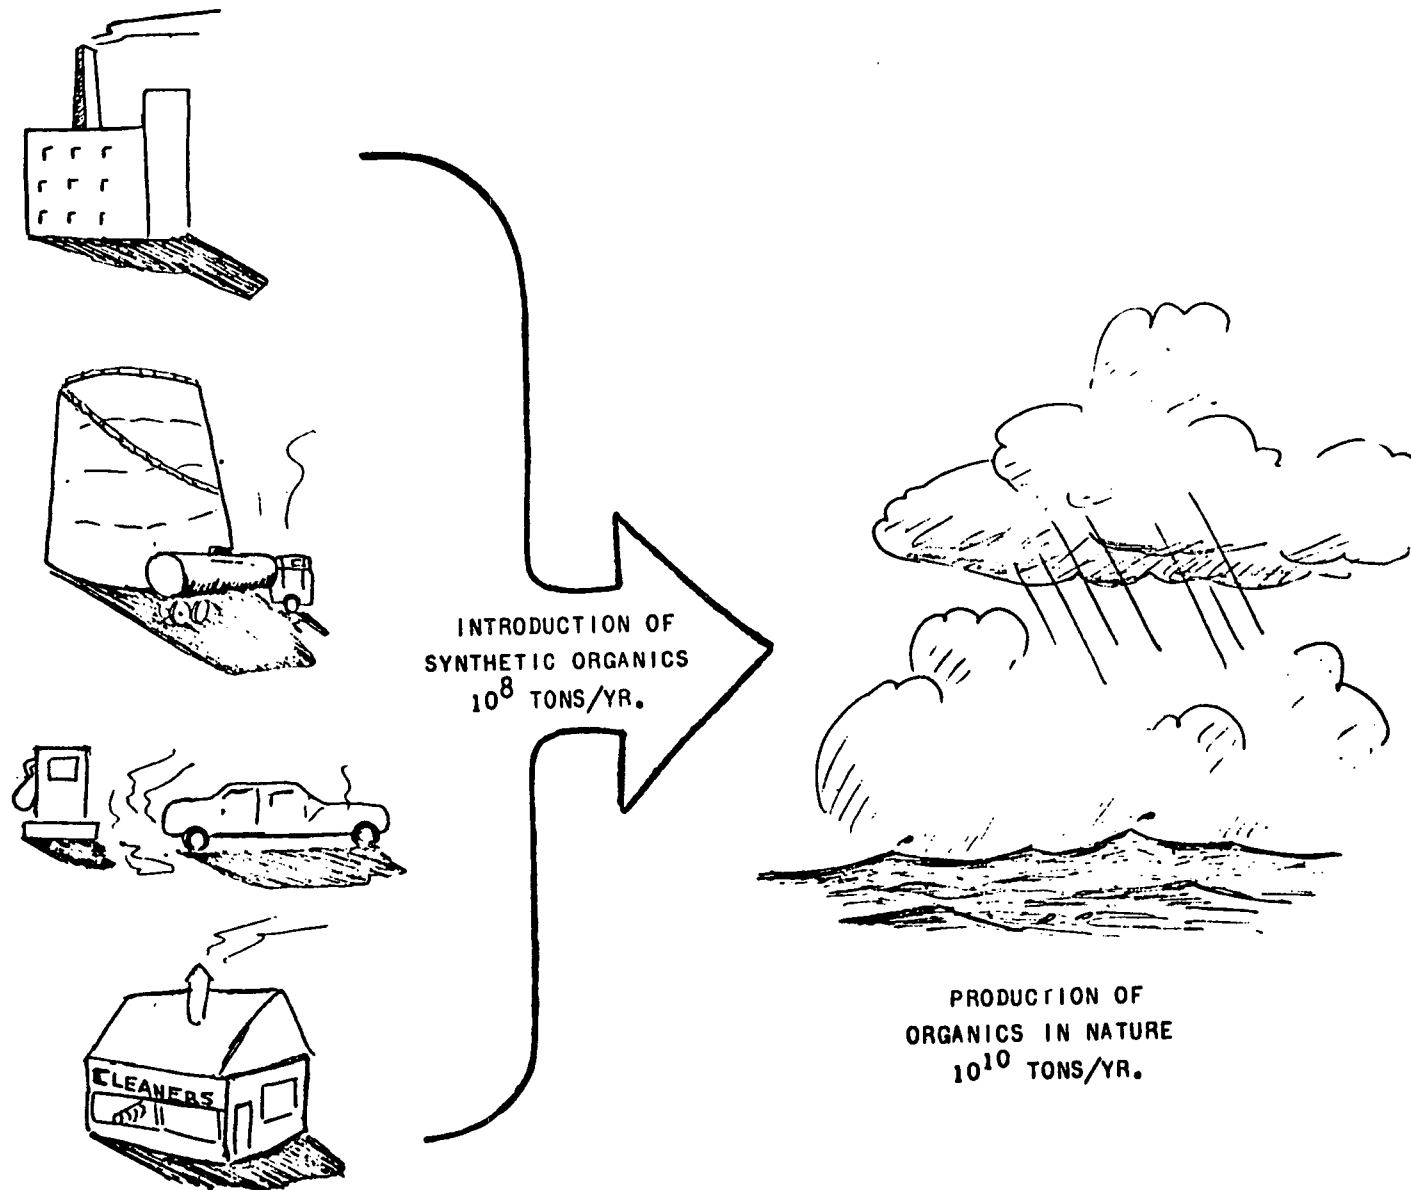 INTRODUCTION OF
SYNTHETIC ORGANICS
10⁸ TONS/YR.
CLEANERS
PRODUCTION OF
ORGANICS IN NATURE
10¹⁰ TONS/YR.